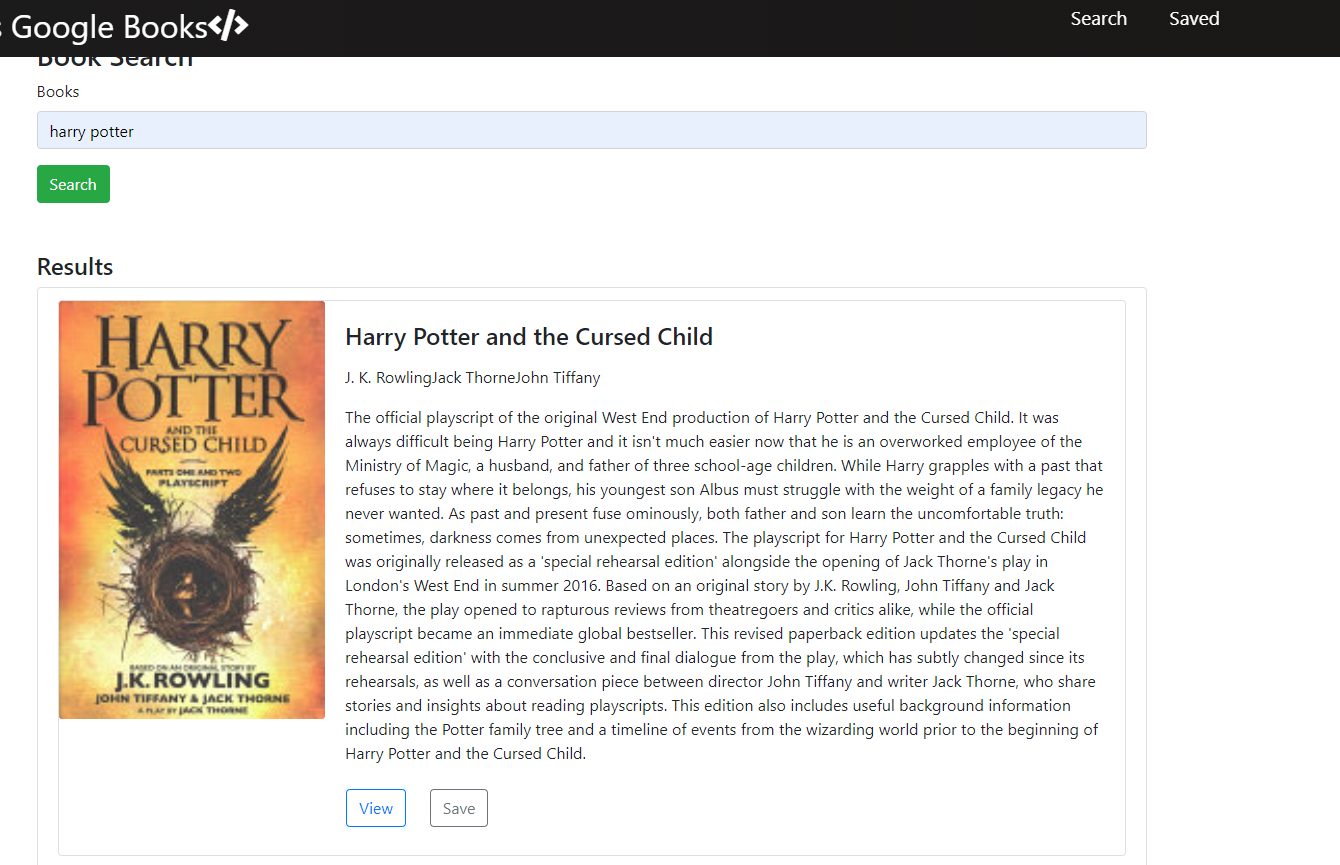 s Google Books</>
Search
Saved
Book Search
Books
harry potter
Search
Results
HARRY
POTTER
AND THE
CURSED CHILD
PARTS ONE AND TWO
PLAYSCRIPT
BASED ON AN ORIGINAL STORY BY
J.K. ROWLING
JOHN TIFFANY & JACK THORNE
A PLAY BY JACK THORNE
Harry Potter and the Cursed Child
J. K. RowlingJack ThorneJohn Tiffany
The official playscript of the original West End production of Harry Potter and the Cursed Child. It was
always difficult being Harry Potter and it isn't much easier now that he is an overworked employee of the
Ministry of Magic, a husband, and father of three school-age children. While Harry grapples with a past that
refuses to stay where it belongs, his youngest son Albus must struggle with the weight of a family legacy he
never wanted. As past and present fuse ominously, both father and son learn the uncomfortable truth:
sometimes, darkness comes from unexpected places. The playscript for Harry Potter and the Cursed Child
was originally released as a 'special rehearsal edition' alongside the opening of Jack Thorne's play in
London's West End in summer 2016. Based on an original story by J.K. Rowling, John Tiffany and Jack
Thorne, the play opened to rapturous reviews from theatregoers and critics alike, while the official
playscript became an immediate global bestseller. This revised paperback edition updates the 'special
rehearsal edition' with the conclusive and final dialogue from the play, which has subtly changed since its
rehearsals, as well as a conversation piece between director John Tiffany and writer Jack Thorne, who share
stories and insights about reading playscripts. This edition also includes useful background information
including the Potter family tree and a timeline of events from the wizarding world prior to the beginning of
Harry Potter and the Cursed Child.
View
Save